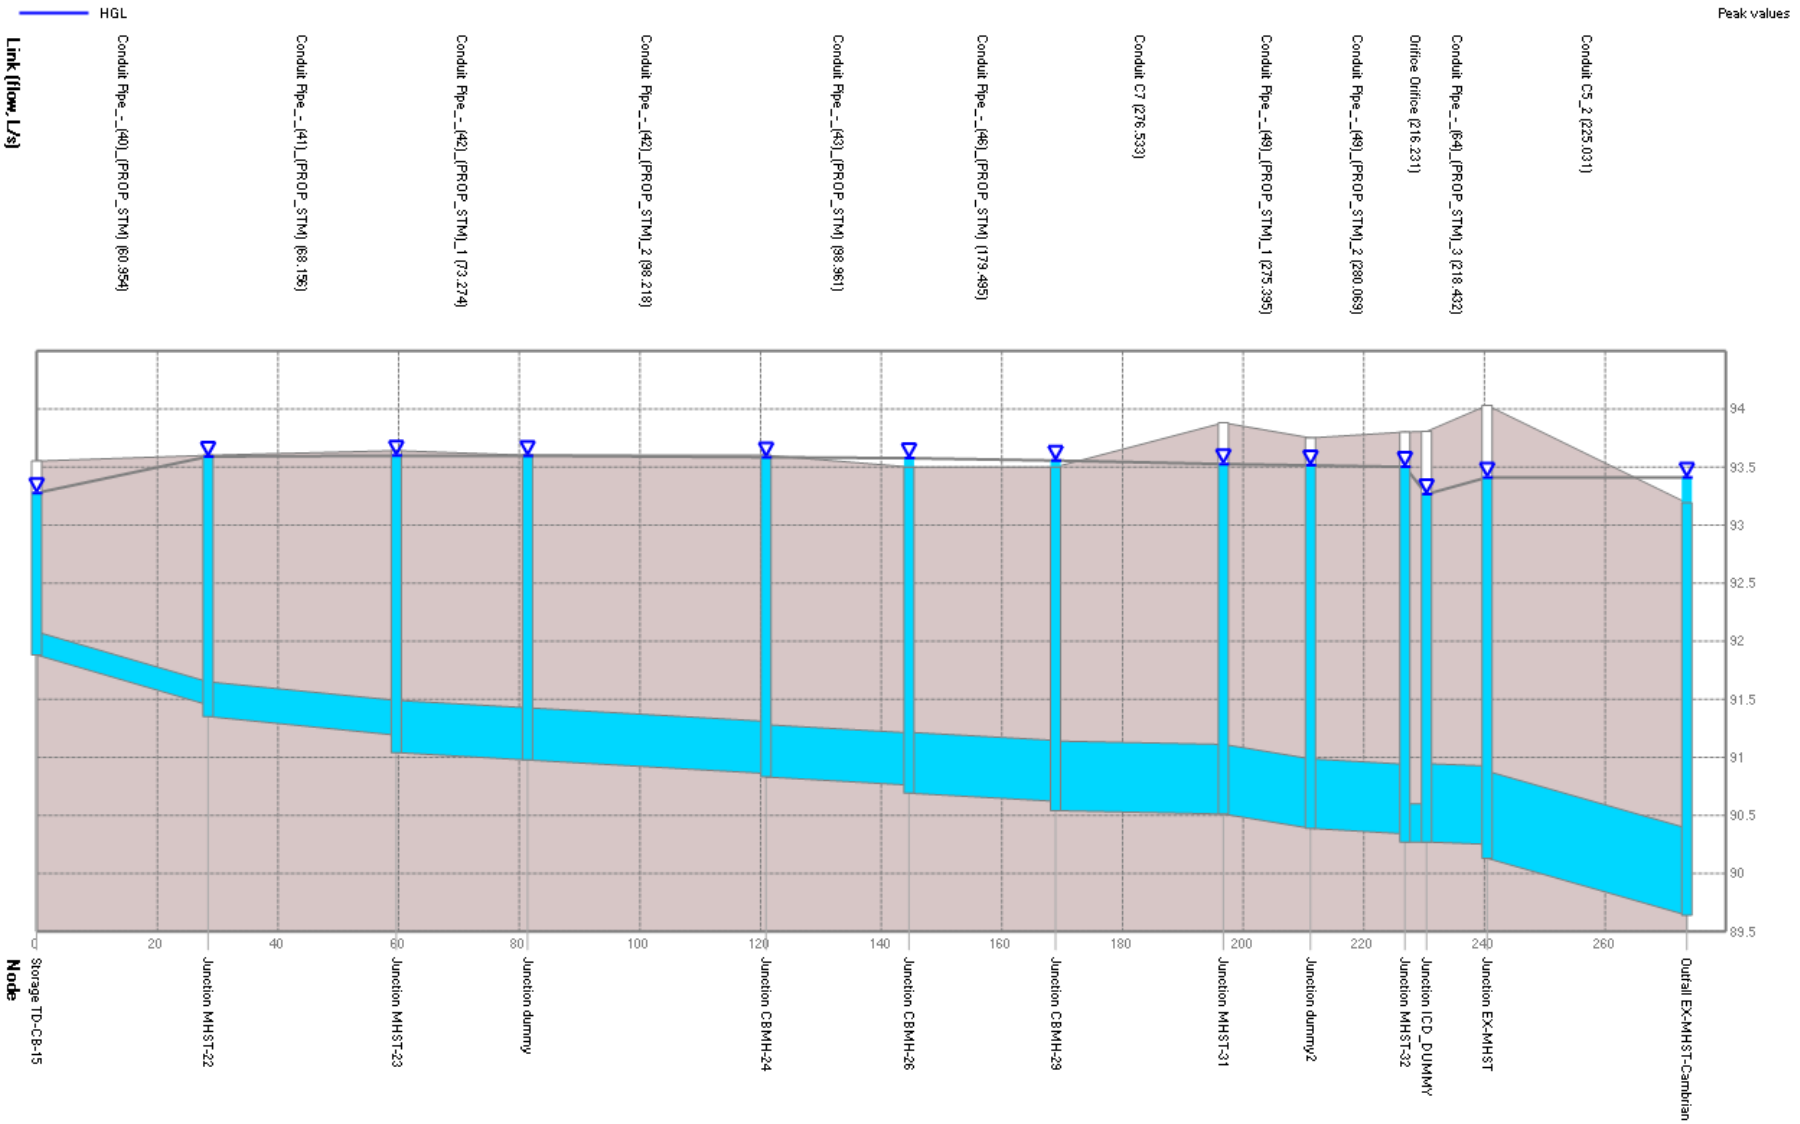 HGL
Peak values
Link (flow, L/s)
Conduit Pipe_-_(40)_(PROP_STM) (60.954)
Conduit Pipe_-_(41)_(PROP_STM) (68.156)
Conduit Pipe_-_(42)_(PROP_STM)_1 (73.274)
Conduit Pipe_-_(42)_(PROP_STM)_2 (98.218)
Conduit Pipe_-_(43)_(PROP_STM) (98.961)
Conduit Pipe_-_(46)_(PROP_STM) (179.495)
Conduit C7 (276.533)
Conduit Pipe_-_(49)_(PROP_STM)_1 (275.395)
Conduit Pipe_-_(49)_(PROP_STM)_2 (280.069)
Orifice Orifice (216.231)
Conduit Pipe_-_(64)_(PROP_STM)_3 (218.432)
Conduit C5_2 (225.031)
94
93.5
93
92.5
92
91.5
91
90.5
90
89.5
0 20 40 60 80 100 120 140 160 180 200 220 240 260
Node
Storage TD-CB-15
Junction MHST-22
Junction MHST-23
Junction dummy
Junction CBMH-24
Junction CBMH-26
Junction CBMH-29
Junction MHST-31
Junction dummy2
Junction MHST-32
Junction ICD_DUMMY
Junction EX-MHST
Outfall EX-MHST-Cambrian